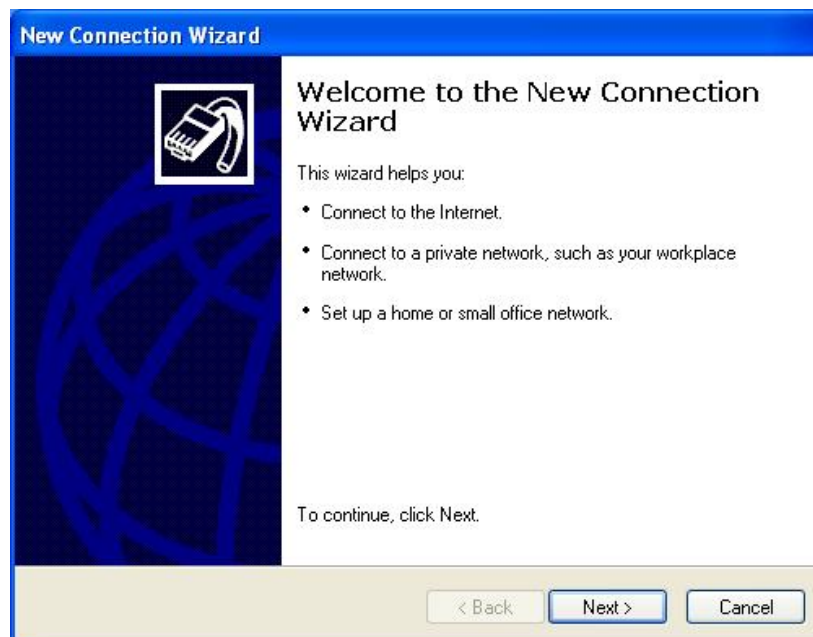 New Connection Wizard
Welcome to the New Connection
Wizard
This wizard helps you:
• Connect to the Internet.
• Connect to a private network, such as your workplace
network.
• Set up a home or small office network.
To continue, click Next.
< Back Next > Cancel